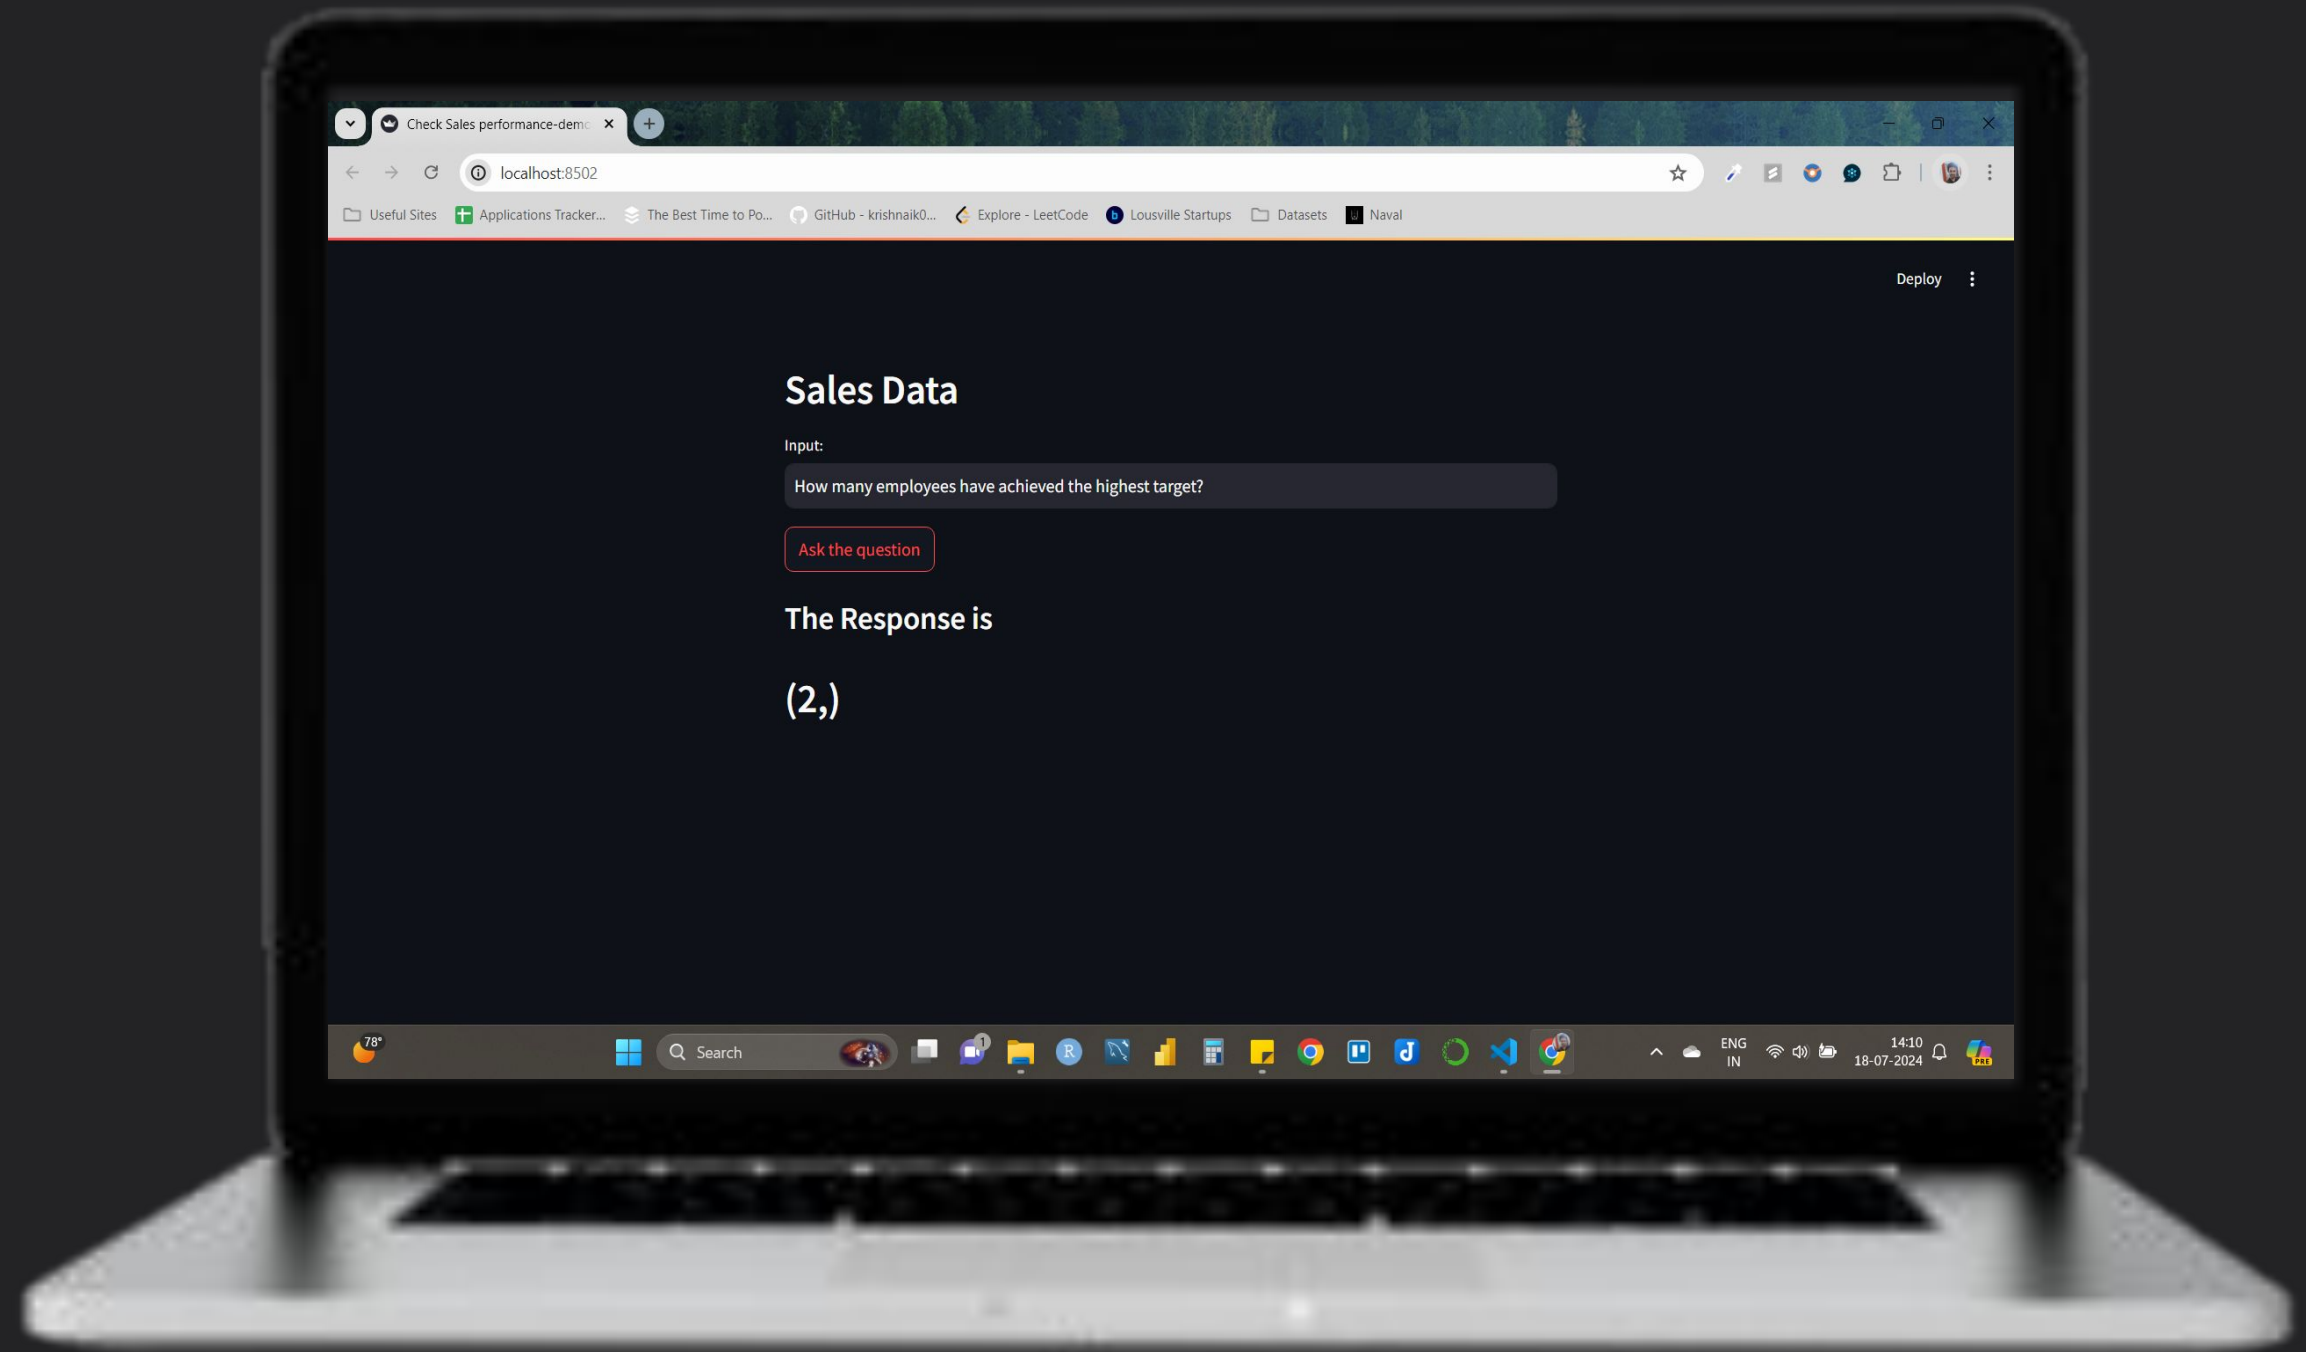 Check Sales performance-demo
localhost:8502
Useful Sites
Applications Tracker...
The Best Time to Po...
GitHub - krishnaik0...
Explore - LeetCode
b
Lousville Startups
Datasets
W
Naval
Deploy
Sales Data
Input:
How many employees have achieved the highest target?
Ask the question
The Response is
(2,)
78°
Search
1
R
J
ENG
IN
14:10
18-07-2024
PRE